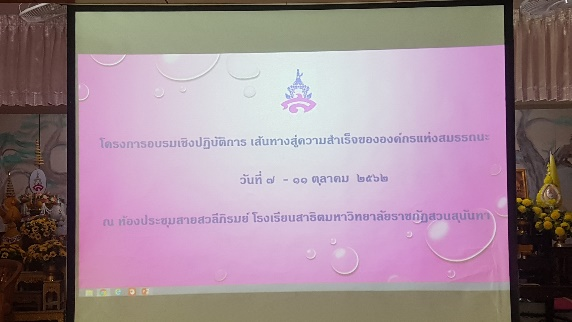 โครงการอบรมเชิงปฏิบัติการ เส้นทางสู่ความสำเร็จขององค์กรแห่งสมรรถนะ
วันที่ ๗ - ๑๑ ตุลาคม ๒๕๖๒
ณ ห้องประชุมสายสวลีภิรมย์ โรงเรียนสาธิตมหาวิทยาลัยราชภัฏสวนสุนันทา